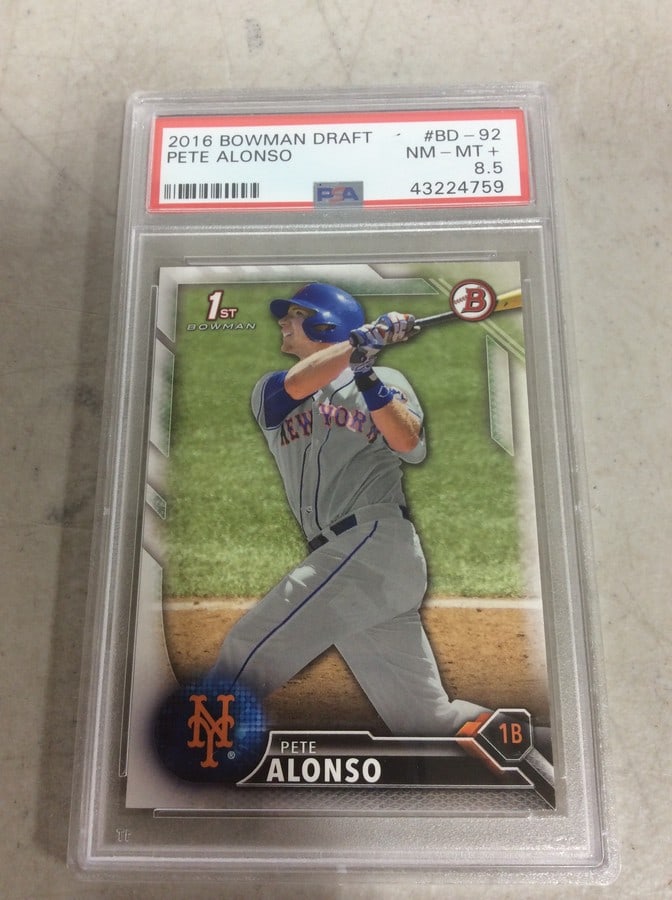 2016 BOWMAN DRAFT #BD-92
PETE ALONSO NM-MT+
8.5
PSA 43224759
1ST
BOWMAN
B
NEW YORK
NY
PETE
ALONSO
1B